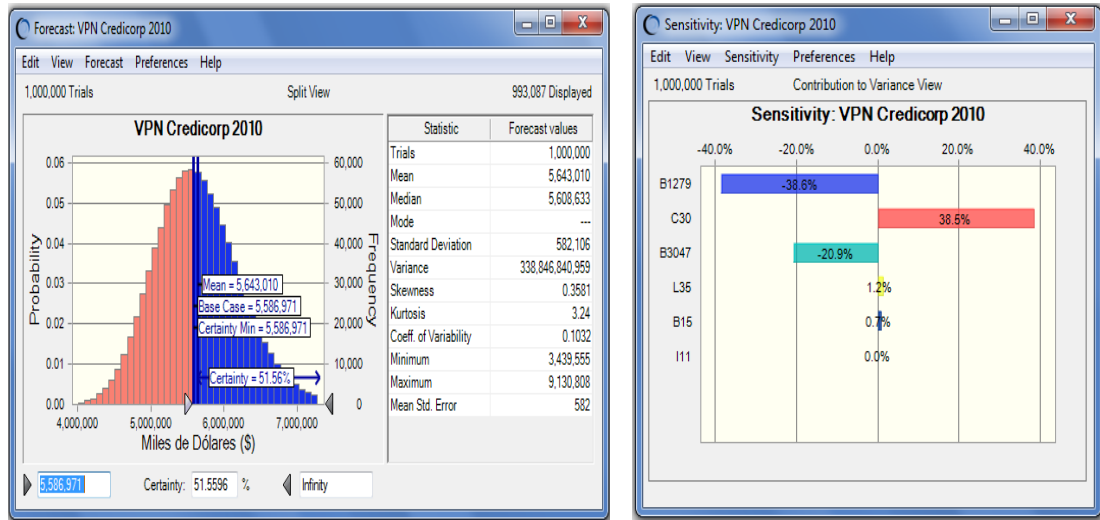 Forecast: VPN Credicorp 2010
Edit View Forecast Preferences Help
1,000,000 Trials Split View 993,087 Displayed
VPN Credicorp 2010
0.06
0.05
0.04
0.03
0.02
0.01
0.00
Probability
60,000
50,000
40,000
30,000
20,000
10,000
0
Frequency
Mean = 5,643,010
Base Case = 5,586,971
Certainty Min = 5,586,971
Certainty = 51.56%
4,000,000 5,000,000 6,000,000 7,000,000
Miles de Dólares ($)
Statistic Forecast values
Trials 1,000,000
Mean 5,643,010
Median 5,608,633
Mode ---
Standard Deviation 582,106
Variance 338,846,840,959
Skewness 0.3581
Kurtosis 3.24
Coeff. of Variability 0.1032
Minimum 3,439,555
Maximum 9,130,808
Mean Std. Error 582
5,586,971 Certainty: 51.5596 % Infinity
Sensitivity: VPN Credicorp 2010
Edit View Sensitivity Preferences Help
1,000,000 Trials Contribution to Variance View
Sensitivity: VPN Credicorp 2010
-40.0% -20.0% 0.0% 20.0% 40.0%
B1279 -38.6%
C30 38.5%
B3047 -20.9%
L35 1.2%
B15 0.7%
I11 0.0%